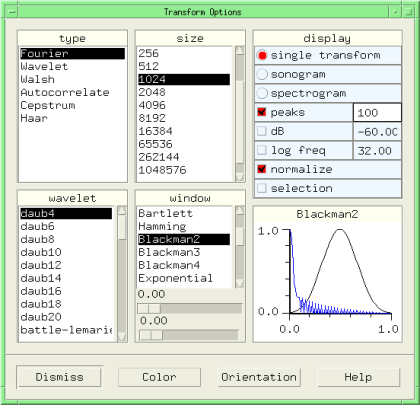 Transform Options
type
Fourier
Wavelet
Walsh
Autocorrelate
Cepstrum
Haar
size
256
512
1024
2048
4096
8192
16384
65536
262144
1048576
display
single transform
sonogram
spectrogram
peaks 100
dB -60.00
log freq 32.00
normalize
selection
wavelet
daub4
daub6
daub8
daub10
daub12
daub14
daub16
daub18
daub20
battle-lemarie
window
Bartlett
Hamming
Blackman2
Blackman3
Blackman4
Exponential
0.00
0.00
Blackman2
1.0
0.0
0.0 1.0
Dismiss Color Orientation Help